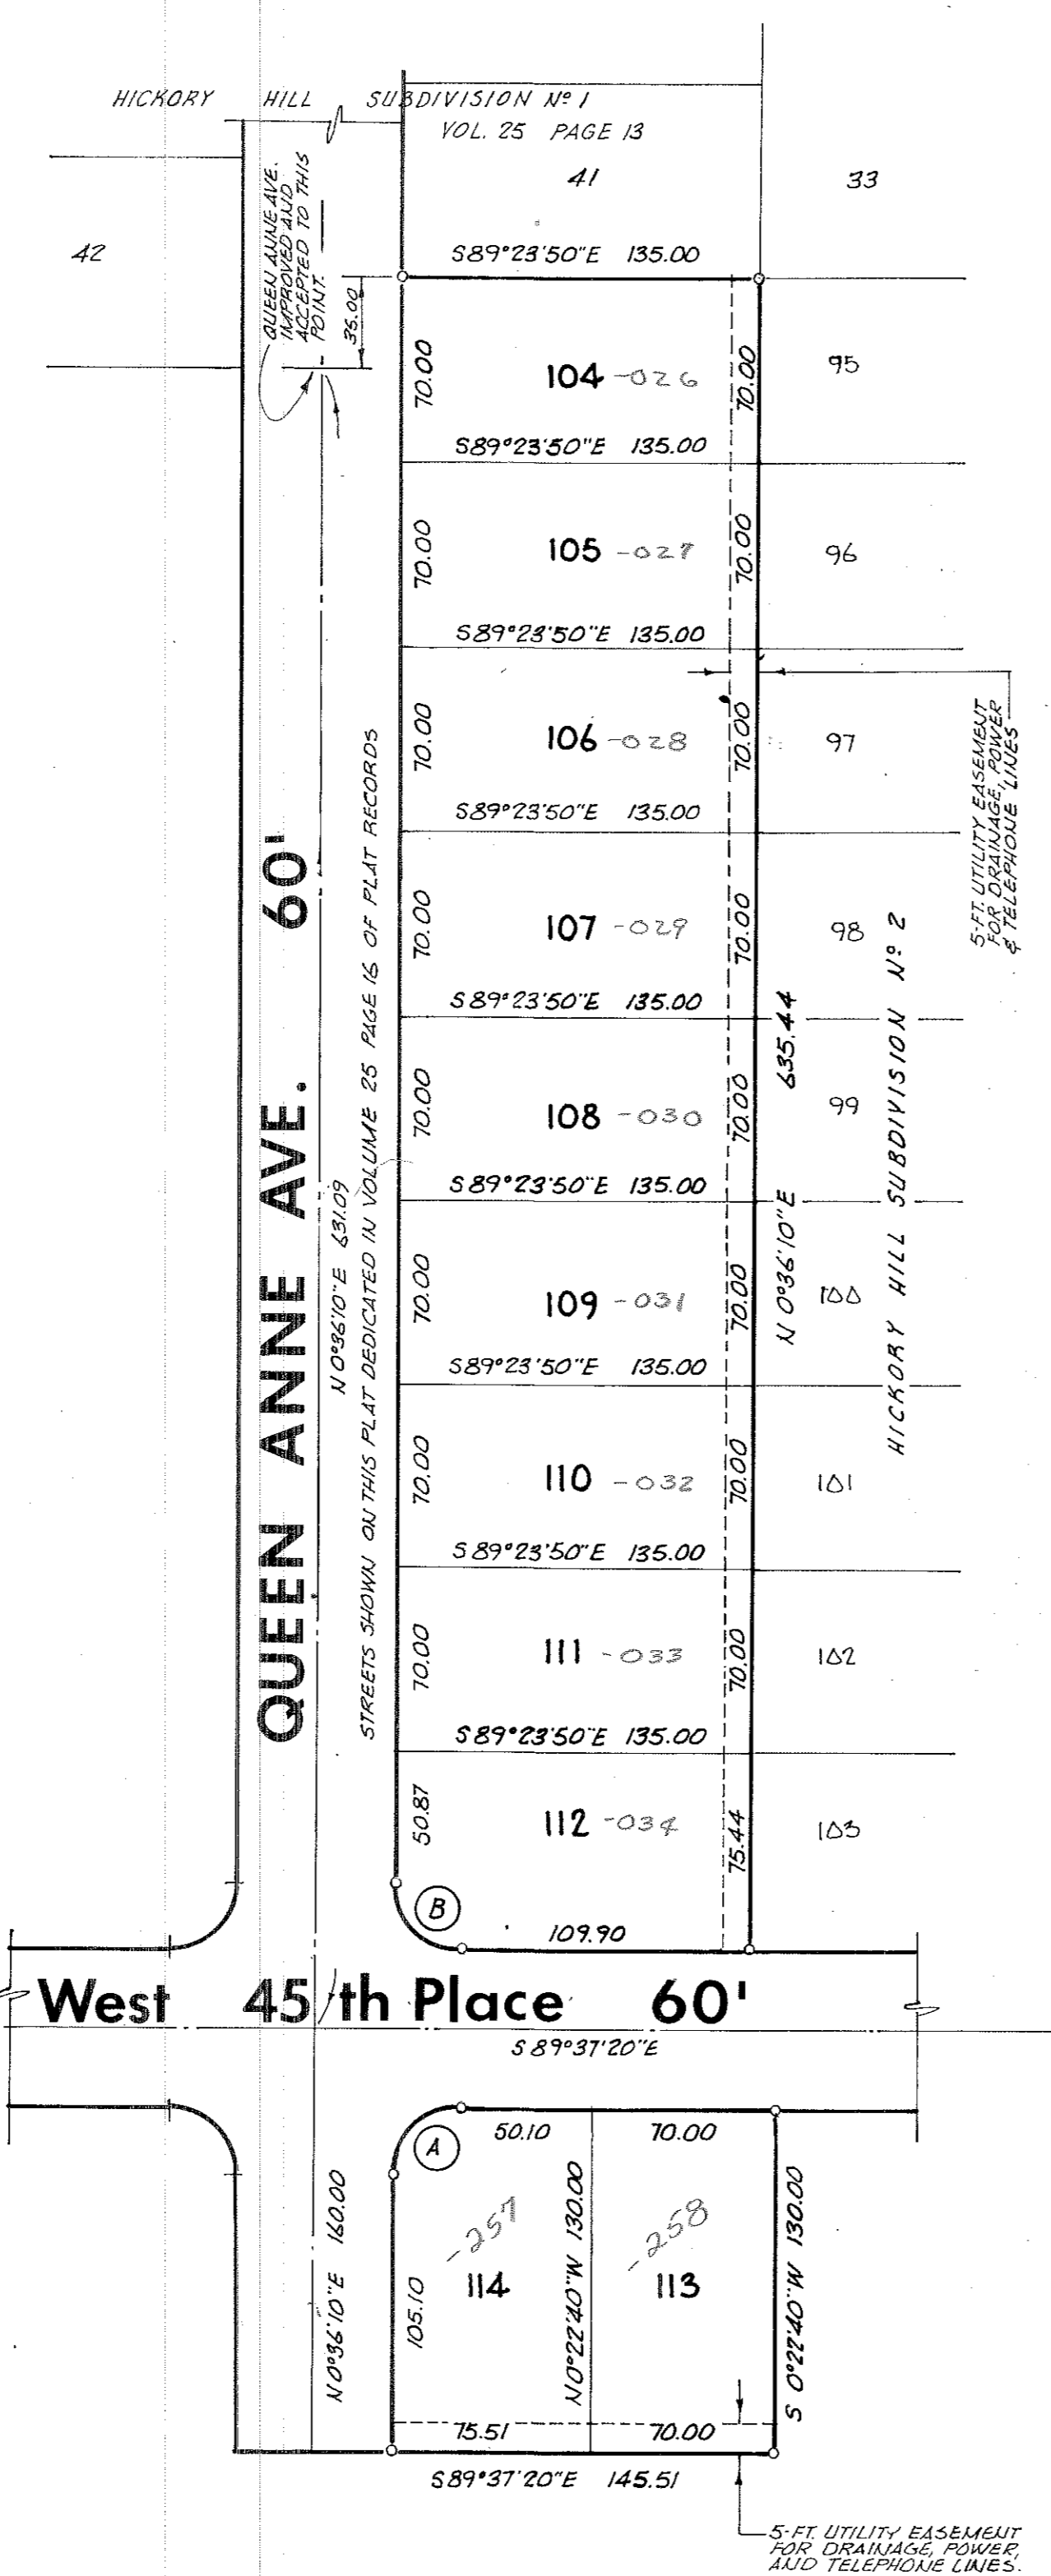 HICKORY HILL SUBDIVISION Nº 1
VOL. 25 PAGE 13
41
33
42
QUEEN ANNE AVE.
IMPROVED AND
ACCEPTED TO THIS
POINT.
35.00
S89°23'50"E 135.00
70.00
104 -026
70.00
95
S89°23'50"E 135.00
70.00
105 -027
70.00
96
S89°23'50"E 135.00
70.00
106 -028
70.00
97
5-FT. UTILITY EASEMENT
FOR DRAINAGE, POWER
& TELEPHONE LINES
S89°23'50"E 135.00
70.00
107 -029
70.00
98
S89°23'50"E 135.00
70.00
108 -030
70.00
99
S89°23'50"E 135.00
70.00
109 -031
70.00
100
S89°23'50"E 135.00
70.00
110 -032
70.00
101
S89°23'50"E 135.00
70.00
111 -033
70.00
102
S89°23'50"E 135.00
50.87
112 -034
75.44
103
N 0°36'10"E 635.44
HICKORY HILL SUBDIVISION Nº 2
QUEEN ANNE AVE. 60'
N 0°36'10"E 631.09
STREETS SHOWN ON THIS PLAT DEDICATED IN VOLUME 25 PAGE 16 OF PLAT RECORDS
B
109.90
West 45th Place 60'
S 89°37'20"E
A
50.10
70.00
N 0°36'10"E 160.00
105.10
-257
114
N 0°22'40"W 130.00
-258
113
S 0°22'40"W 130.00
75.51
70.00
S89°37'20"E 145.51
5-FT. UTILITY EASEMENT
FOR DRAINAGE, POWER,
AND TELEPHONE LINES.